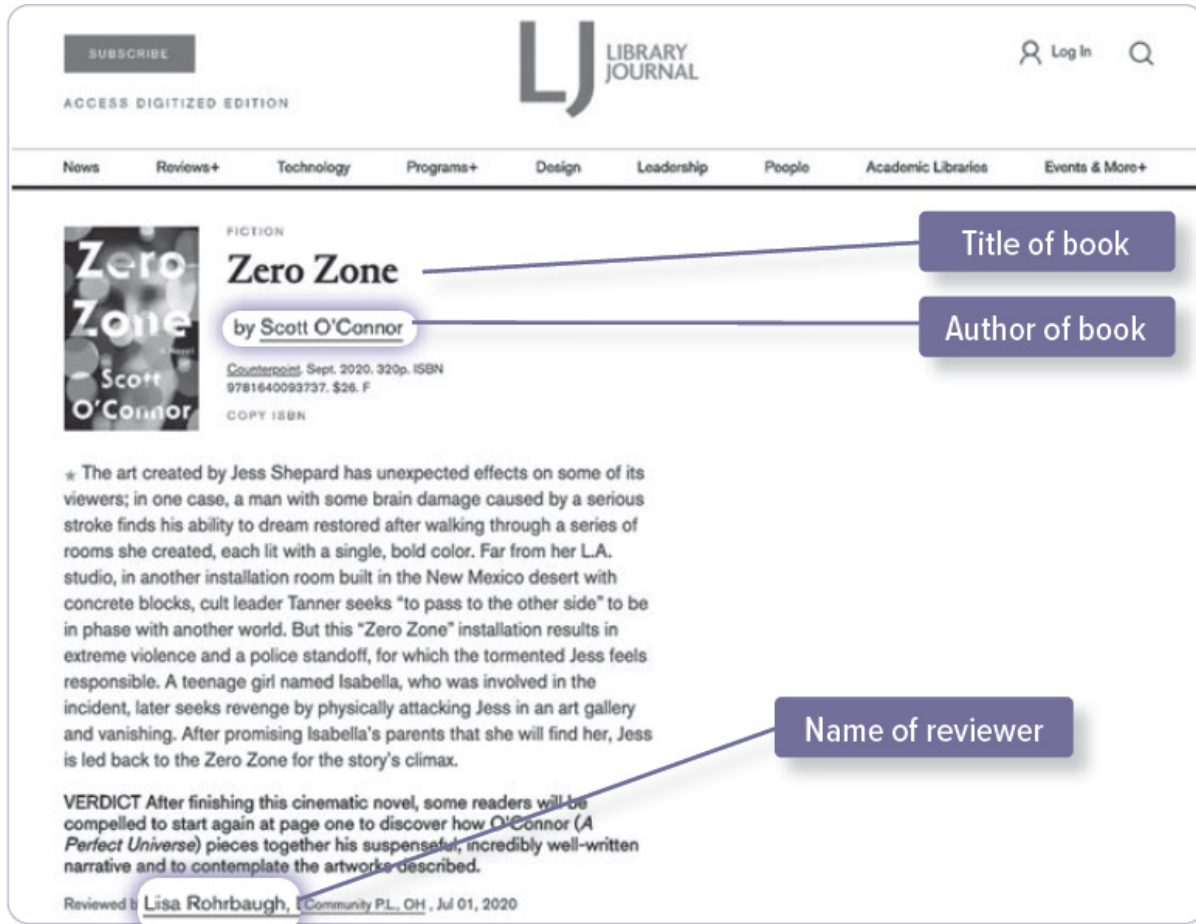 SUBSCRIBE
ACCESS DIGITIZED EDITION
LJ LIBRARY
JOURNAL
Log In
News Reviews+ Technology Programs+ Design Leadership People Academic Libraries Events & More+
Zero
Zone
A Novel
Scott
O'Connor
FICTION
Zero Zone
by Scott O'Connor
Counterpoint. Sept. 2020. 320p. ISBN
9781640093737. $26. F
COPY ISBN
Title of book
Author of book
★ The art created by Jess Shepard has unexpected effects on some of its
viewers; in one case, a man with some brain damage caused by a serious
stroke finds his ability to dream restored after walking through a series of
rooms she created, each lit with a single, bold color. Far from her L.A.
studio, in another installation room built in the New Mexico desert with
concrete blocks, cult leader Tanner seeks “to pass to the other side” to be
in phase with another world. But this “Zero Zone” installation results in
extreme violence and a police standoff, for which the tormented Jess feels
responsible. A teenage girl named Isabella, who was involved in the
incident, later seeks revenge by physically attacking Jess in an art gallery
and vanishing. After promising Isabella's parents that she will find her, Jess
is led back to the Zero Zone for the story's climax.
Name of reviewer
VERDICT After finishing this cinematic novel, some readers will be
compelled to start again at page one to discover how O'Connor (A
Perfect Universe) pieces together his suspenseful, incredibly well-written
narrative and to contemplate the artworks described.
Reviewed b Lisa Rohrbaugh, Community P.L., OH , Jul 01, 2020